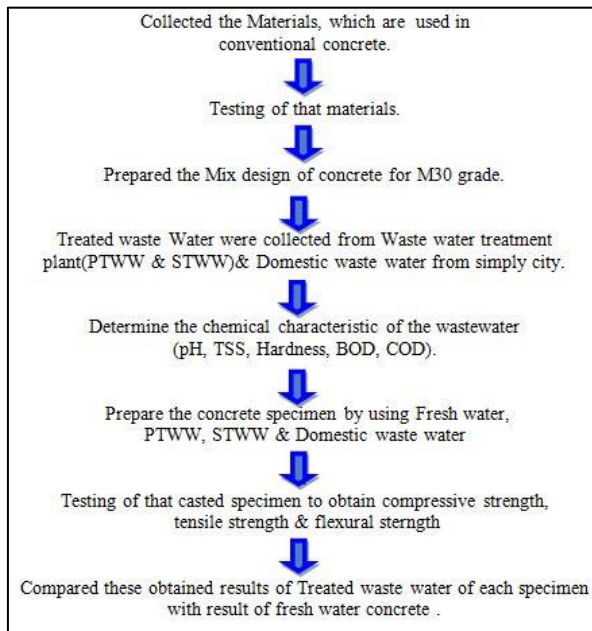 Collected the Materials, which are used in
conventional concrete.
Testing of that materials.
Prepared the Mix design of concrete for M30 grade.
Treated waste Water were collected from Waste water treatment
plant(PTWW & STWW)& Domestic waste water from simply city.
Determine the chemical characteristic of the wastewater
(pH, TSS, Hardness, BOD, COD).
Prepare the concrete specimen by using Fresh water,
PTWW, STWW & Domestic waste water
Testing of that casted specimen to obtain compressive strength,
tensile strength & flexural sterngth
Compared these obtained results of Treated waste water of each specimen
with result of fresh water concrete .